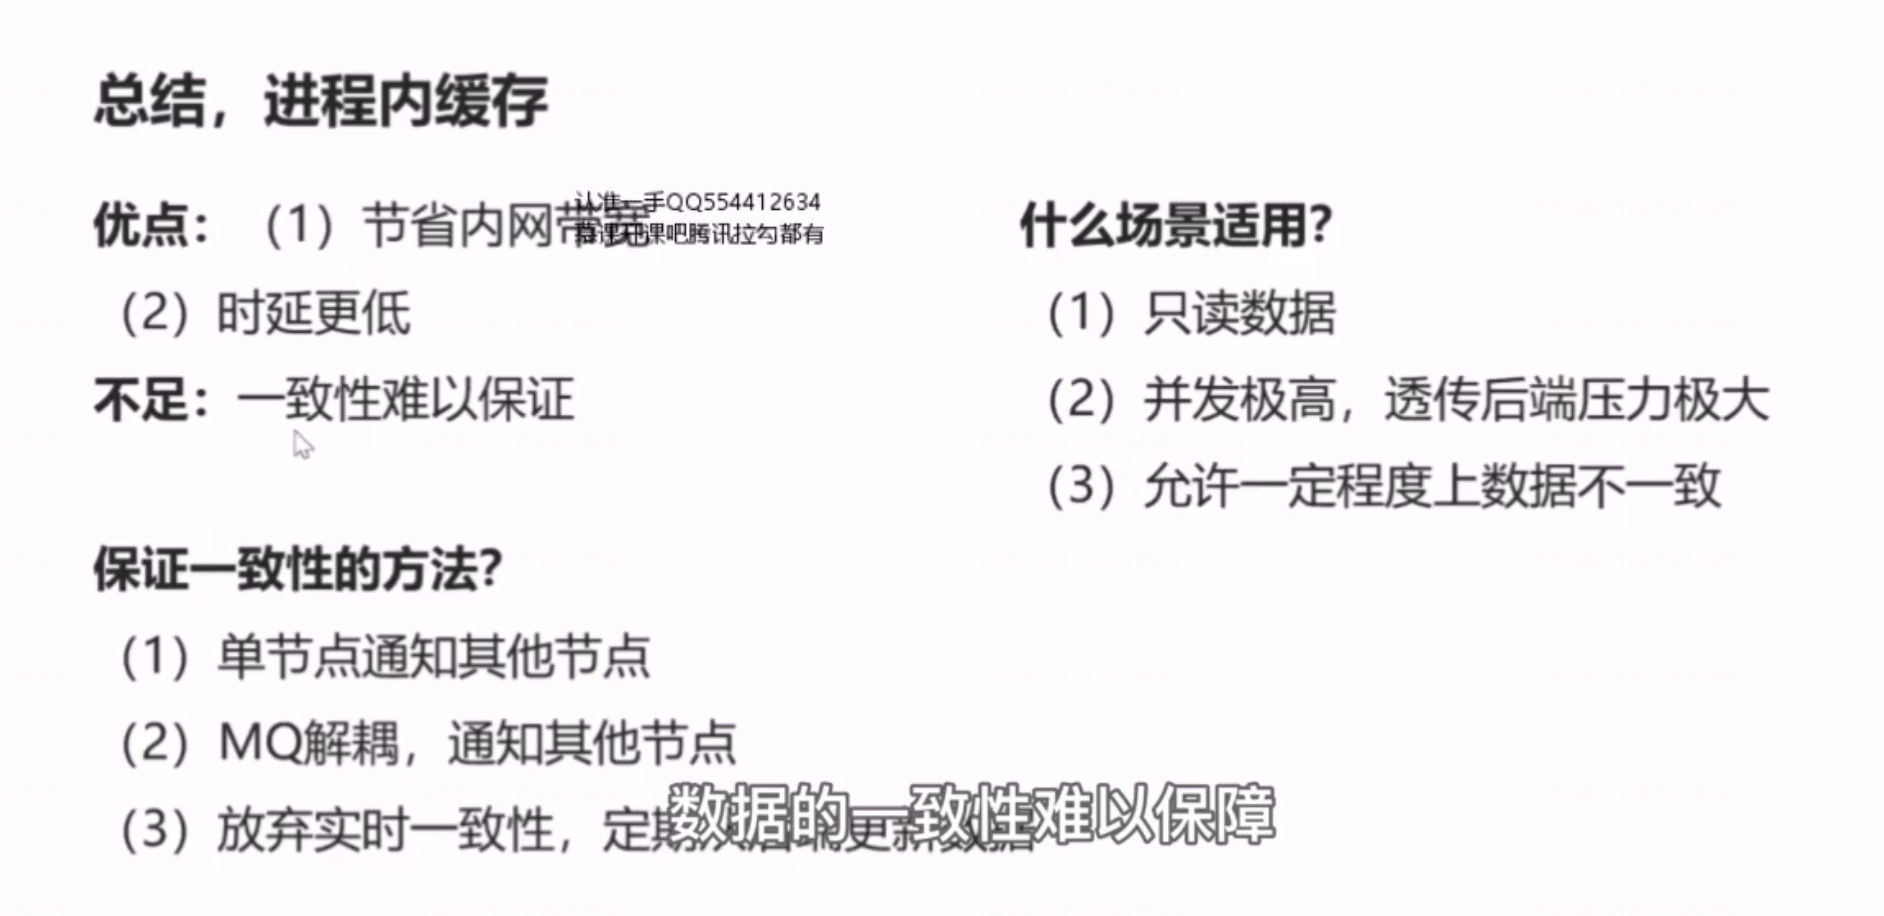 总结，进程内缓存
优点：（1）节省内网带宽
认准一手QQ554412634
慕课开课吧腾讯拉勾都有
（2）时延更低
不足：一致性难以保证
什么场景适用？
（1）只读数据
（2）并发极高，透传后端压力极大
（3）允许一定程度上数据不一致
保证一致性的方法？
（1）单节点通知其他节点
（2）MQ解耦，通知其他节点
（3）放弃实时一致性，定期从后端更新数据
数据的一致性难以保障